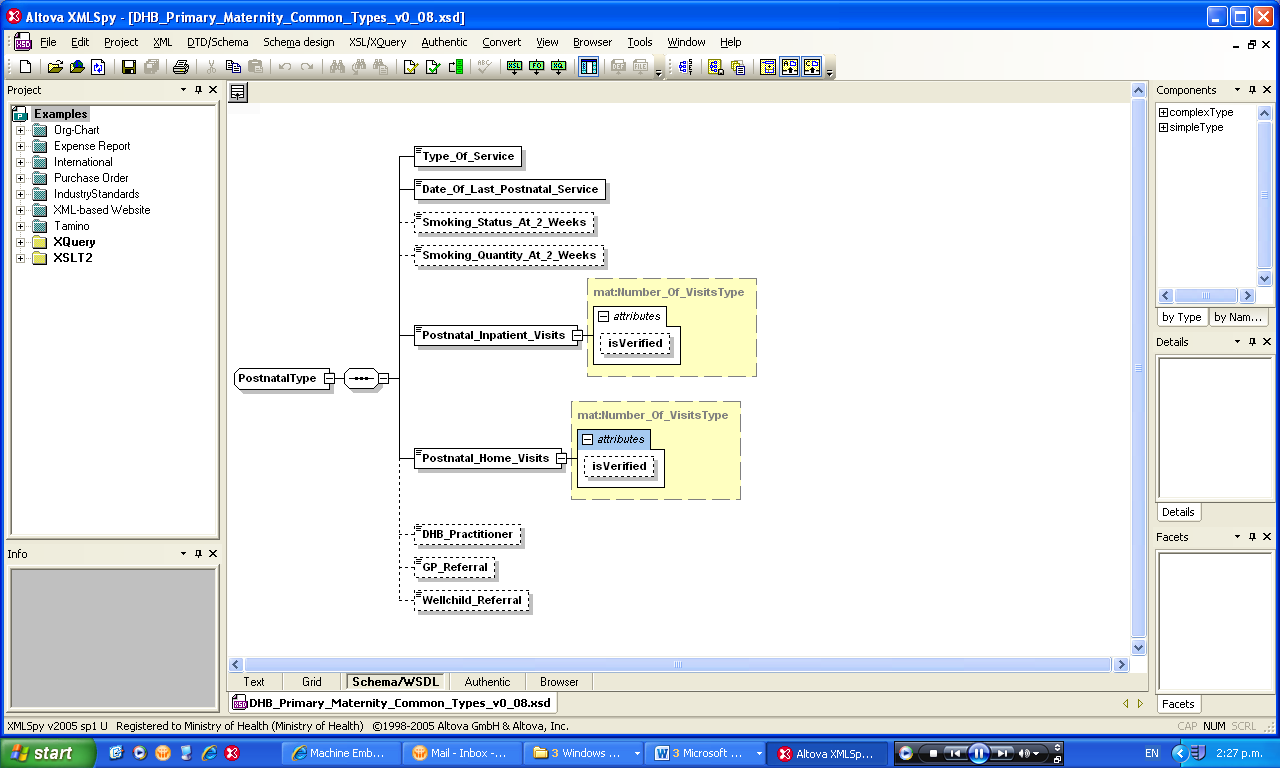 Altova XMLSpy - [DHB_Primary_Maternity_Common_Types_v0_08.xsd]
File Edit Project XML DTD/Schema Schema design XSL/XQuery Authentic Convert View Browser Tools Window Help
Project
Examples
Org-Chart
Expense Report
International
Purchase Order
IndustryStandards
XML-based Website
Tamino
XQuery
XSLT2
Info
Type_Of_Service
Date_Of_Last_Postnatal_Service
Smoking_Status_At_2_Weeks
Smoking_Quantity_At_2_Weeks
mat:Number_Of_VisitsType
attributes
Postnatal_Inpatient_Visits
isVerified
PostnatalType
mat:Number_Of_VisitsType
attributes
Postnatal_Home_Visits
isVerified
DHB_Practitioner
GP_Referral
Wellchild_Referral
Text Grid Schema/WSDL Authentic Browser
DHB_Primary_Maternity_Common_Types_v0_08.xsd
Components
complexType
simpleType
by Type by Nam...
Details
Details
Facets
Facets
XMLSpy v2005 sp1 U Registered to Ministry of Health (Ministry of Health) ©1998-2005 Altova GmbH & Altova, Inc.
CAP NUM SCRL
start
Machine Emb...
Mail - Inbox -...
3 Windows ...
3 Microsoft ...
Altova XMLSp...
EN
2:27 p.m.